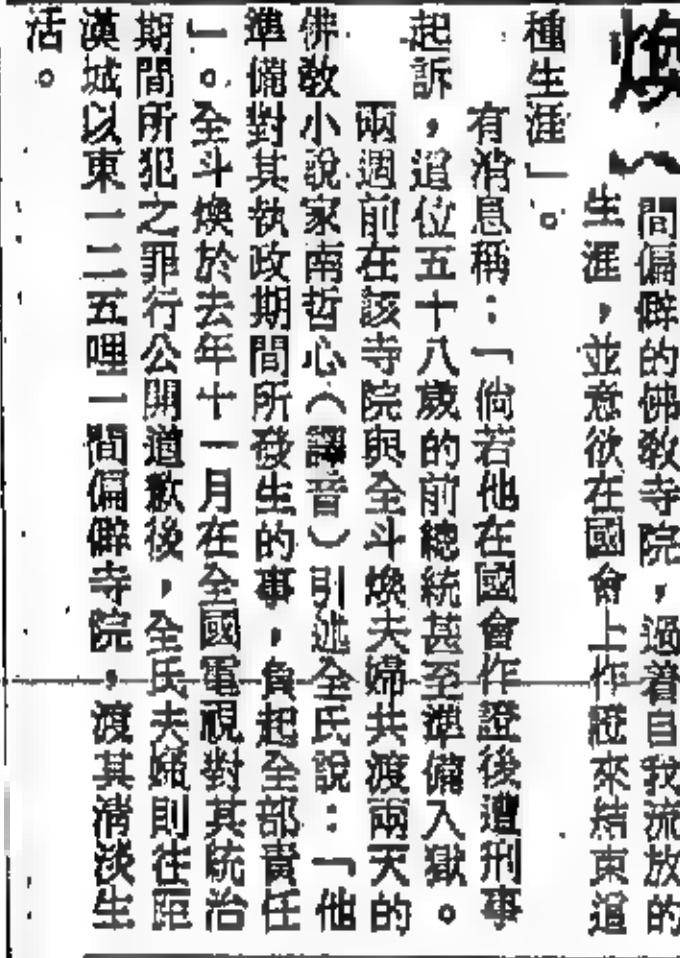 煥︵
間偏僻的佛教寺院，過着自我流放的
生涯，並意欲在國會上作證來結束這
種生涯」。
有消息稱：「倘若他在國會作證後遭刑事
起訴，這位五十八歲的前總統甚至準備入獄。
兩週前在該寺院與全斗煥夫婦共渡兩天的
佛教小說家南哲心（譯音）引述全氏說：「他
準備對其執政期間所發生的事，負起全部責任
」。全斗煥於去年十一月在全國電視對其統治
期間所犯之罪行公開道歉後，全氏夫婦則往距
漢城以東一二五哩一間偏僻寺院，渡其清淡生
活。